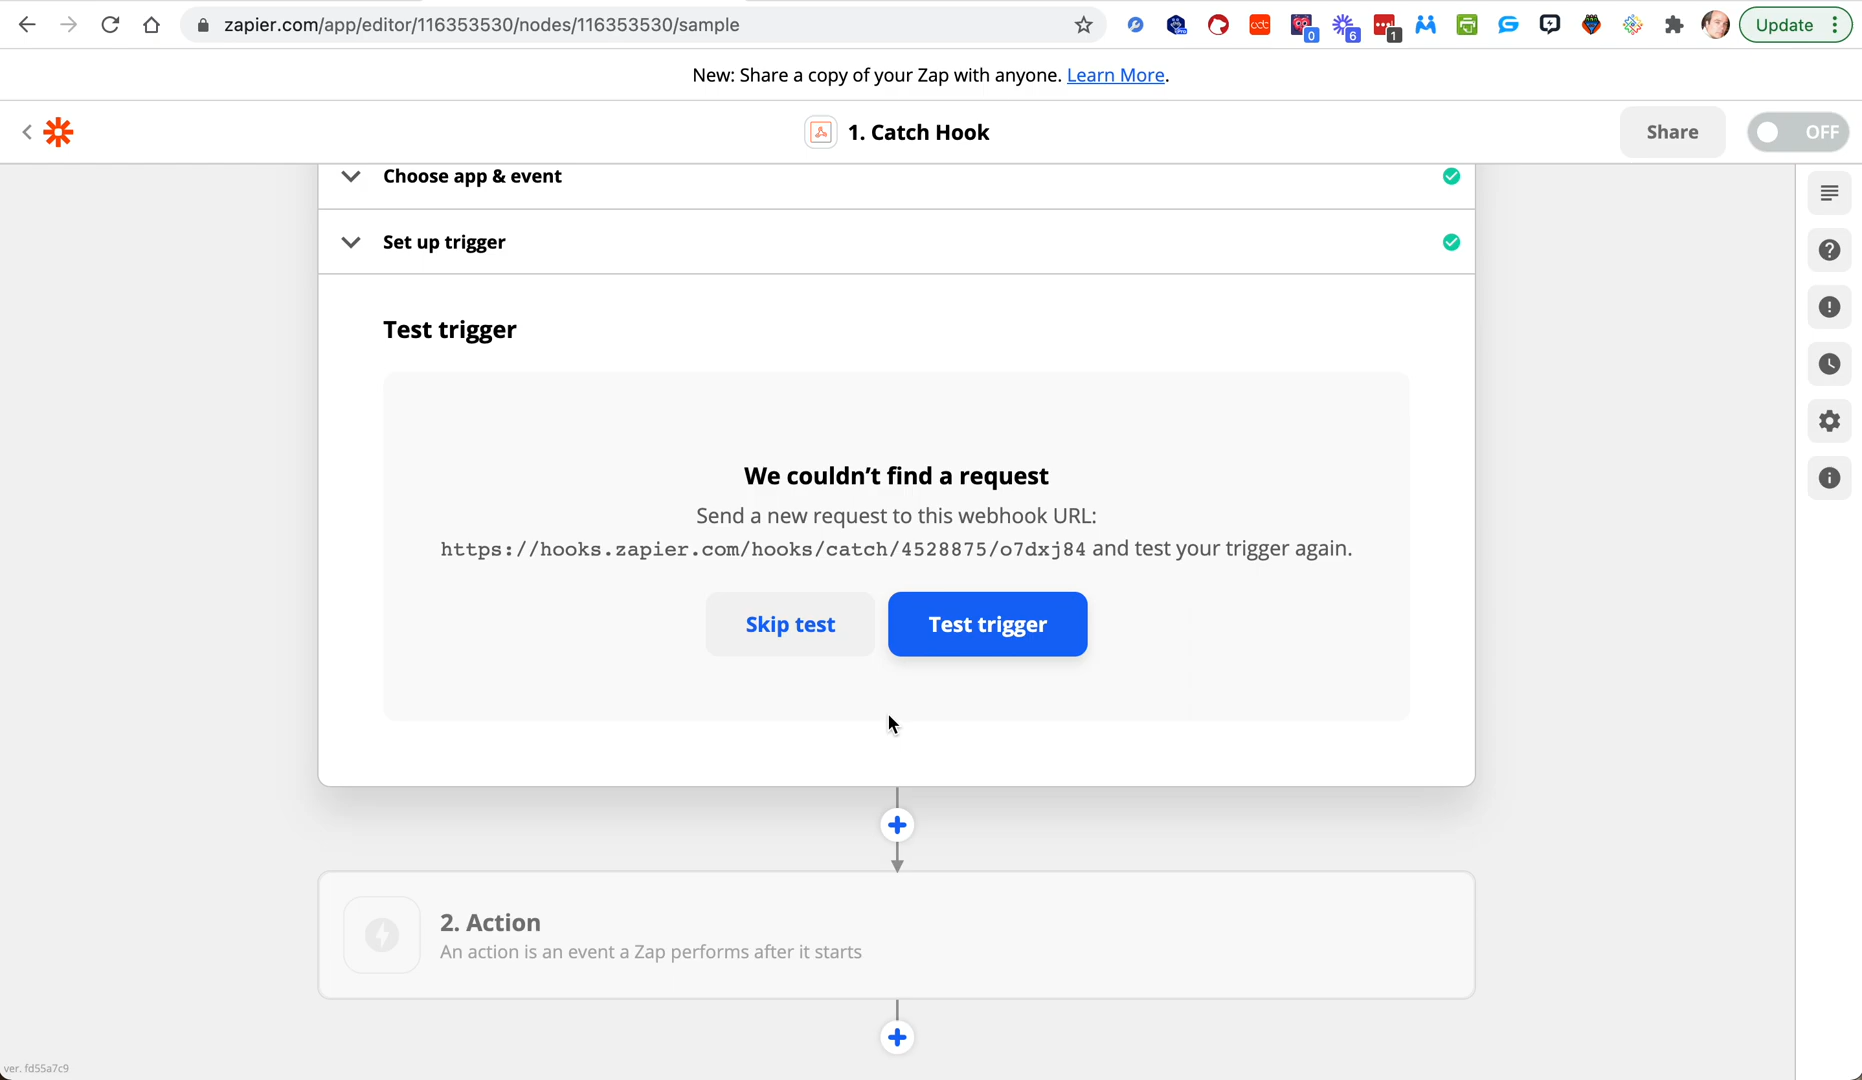 zapier.com/app/editor/116353530/nodes/116353530/sample
0
6
1
Update
New: Share a copy of your Zap with anyone. Learn More.
1. Catch Hook
Share
OFF
Choose app & event
Set up trigger
Test trigger
We couldn't find a request
Send a new request to this webhook URL:
https://hooks.zapier.com/hooks/catch/4528875/o7dxj84 and test your trigger again.
Skip test
Test trigger
2. Action
An action is an event a Zap performs after it starts
ver. fd55a7c9